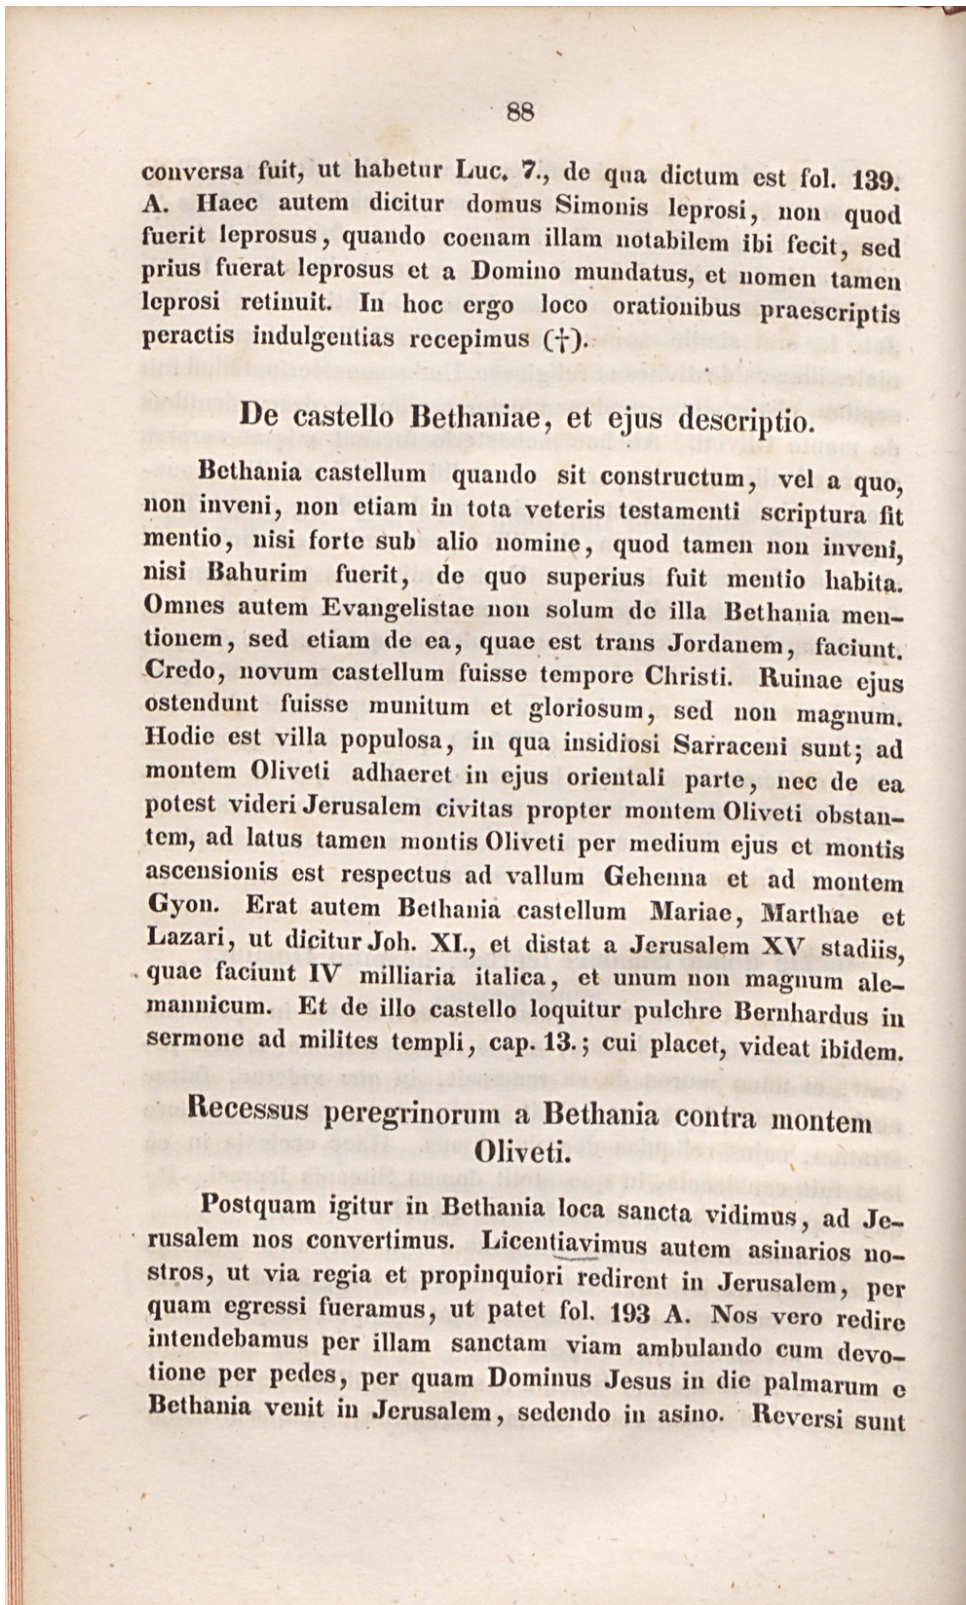 88
conversa fuit, ut habetur Luc. 7., de qua dictum est fol. 139.
A. Haec autem dicitur domus Simonis leprosi, non quod
fuerit leprosus, quando coenam illam notabilem ibi fecit, sed
prius fuerat leprosus et a Domino mundatus, et nomen tamen
leprosi retinuit. In hoc ergo loco orationibus praescriptis
peractis indulgentias recepimus (†).
De castello Bethaniae, et ejus descriptio.
Bethania castellum quando sit constructum, vel a quo,
non inveni, non etiam in tota veteris testamenti scriptura fit
mentio, nisi forte sub alio nomine, quod tamen non inveni,
nisi Bahurim fuerit, de quo superius fuit mentio habita.
Omnes autem Evangelistae non solum de illa Bethania men-
tionem, sed etiam de ea, quae est trans Jordanem, faciunt.
Credo, novum castellum fuisse tempore Christi. Ruinae ejus
ostendunt fuisse munitum et gloriosum, sed non magnum.
Hodie est villa populosa, in qua insidiosi Sarraceni sunt; ad
montem Oliveti adhaeret in ejus orientali parte, nec de ea
potest videri Jerusalem civitas propter montem Oliveti obstan-
tem, ad latus tamen montis Oliveti per medium ejus et montis
ascensionis est respectus ad vallum Gehenna et ad montem
Gyon. Erat autem Bethania castellum Mariae, Marthae et
Lazari, ut dicitur Joh. XI., et distat a Jerusalem XV stadiis,
quae faciunt IV milliaria italica, et unum non magnum ale-
mannicum. Et de illo castello loquitur pulchre Bernhardus in
sermone ad milites templi, cap. 13.; cui placet, videat ibidem.
Recessus peregrinorum a Bethania contra montem
Oliveti.
Postquam igitur in Bethania loca sancta vidimus, ad Je-
rusalem nos convertimus. Licentiavimus autem asinarios no-
stros, ut via regia et propinquiori redirent in Jerusalem, per
quam egressi fueramus, ut patet fol. 193 A. Nos vero redire
intendebamus per illam sanctam viam ambulando cum devo-
tione per pedes, per quam Dominus Jesus in die palmarum e
Bethania venit in Jerusalem, sedendo in asino. Reversi sunt